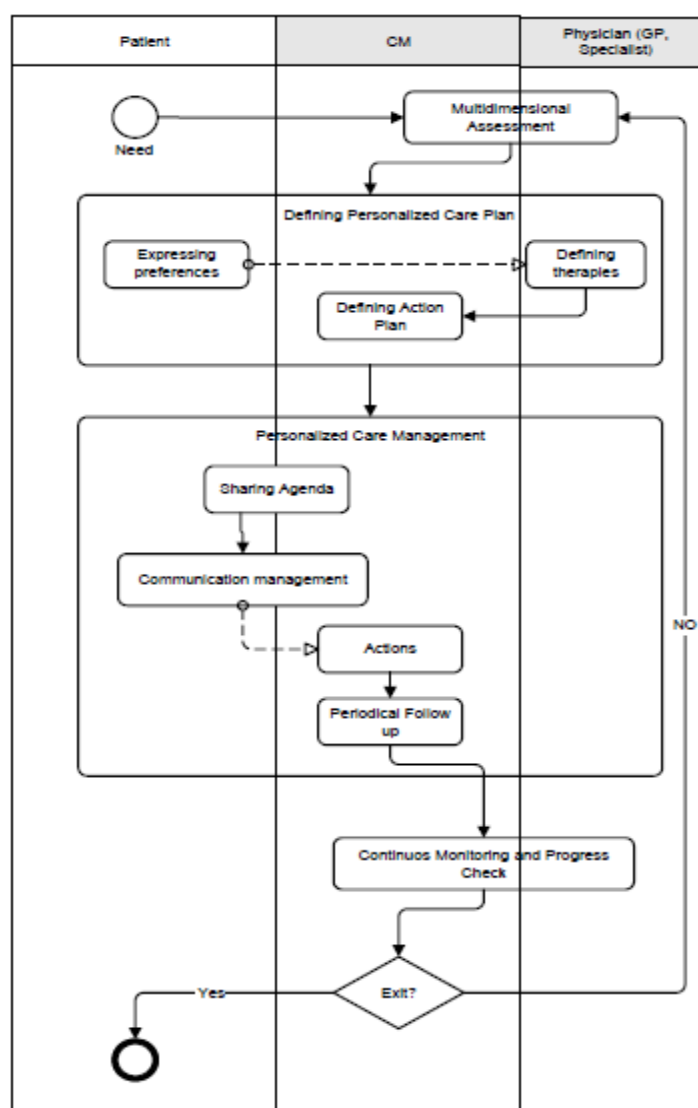 Patient
CM
Physician (GP,
Specialist)
Multidimensional
Assessment
Need
Defining Personalized Care Plan
Expressing
preferences
Defining
therapies
Defining Action
Plan
Personalized Care Management
Sharing Agenda
Communication management
Actions
NO
Periodical Follow
up
Continuos Monitoring and Progress
Check
Yes
Exit?